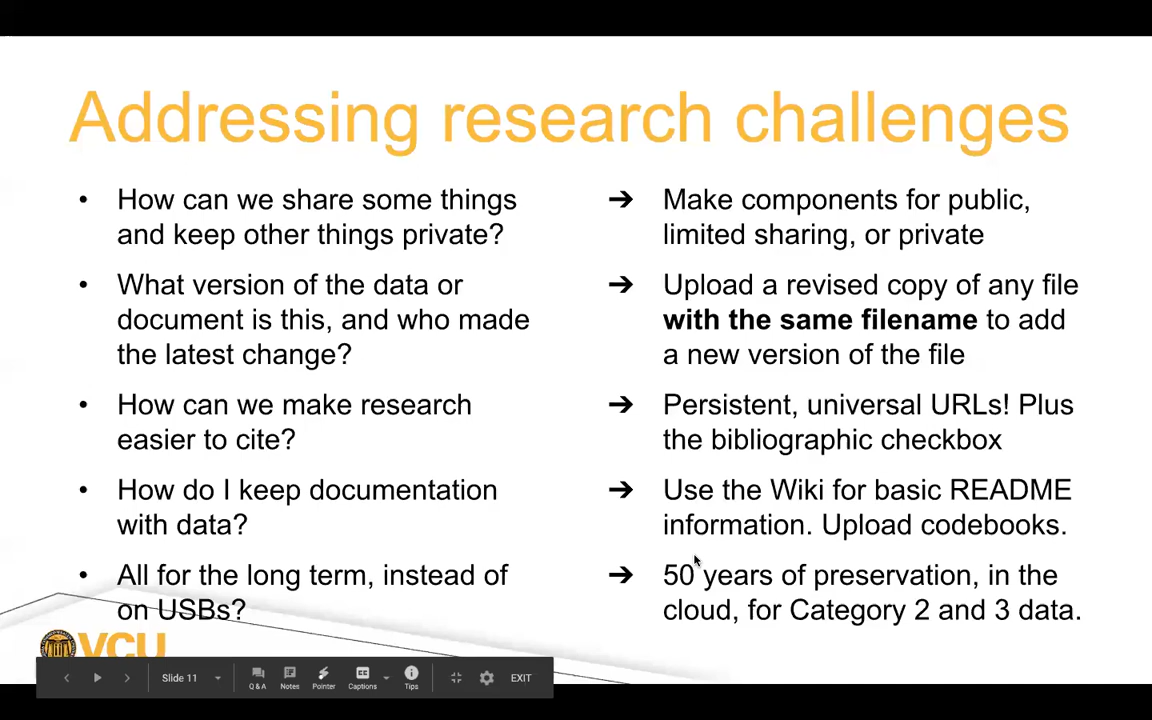 Addressing research challenges
• How can we share some things
and keep other things private?
• What version of the data or
document is this, and who made
the latest change?
• How can we make research
easier to cite?
• How do I keep documentation
with data?
• All for the long term, instead of
on USBs?
➔ Make components for public,
limited sharing, or private
➔ Upload a revised copy of any file
with the same filename to add
a new version of the file
➔ Persistent, universal URLs! Plus
the bibliographic checkbox
➔ Use the Wiki for basic README
information. Upload codebooks.
➔ 50 years of preservation, in the
cloud, for Category 2 and 3 data.
VCU
Slide 11
Q & A
Notes
Pointer
CC
Captions
Tips
EXIT